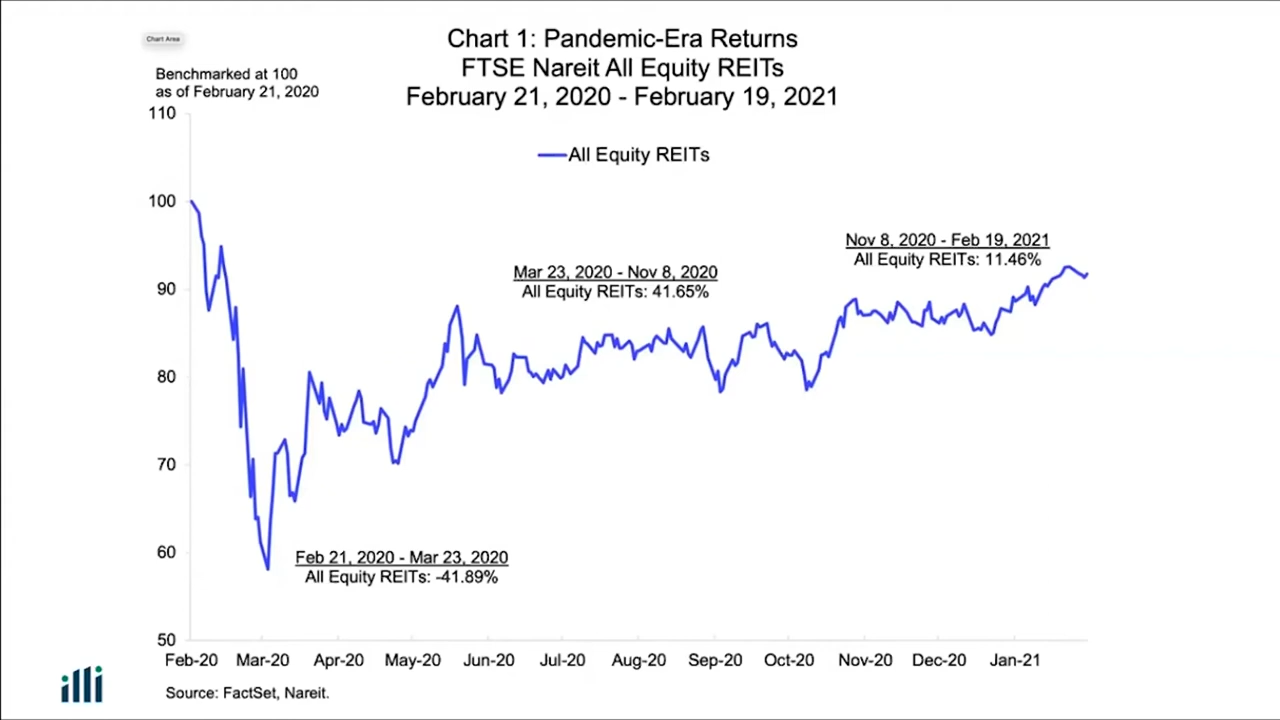 Chart Area
Chart 1: Pandemic-Era Returns
FTSE Nareit All Equity REITs
February 21, 2020 - February 19, 2021
Benchmarked at 100
as of February 21, 2020
All Equity REITs
110
100
90
80
70
60
50
Nov 8, 2020 - Feb 19, 2021
All Equity REITs: 11.46%
Mar 23, 2020 - Nov 8, 2020
All Equity REITs: 41.65%
Feb 21, 2020 - Mar 23, 2020
All Equity REITs: -41.89%
Feb-20 Mar-20 Apr-20 May-20 Jun-20 Jul-20 Aug-20 Sep-20 Oct-20 Nov-20 Dec-20 Jan-21
illi
Source: FactSet, Nareit.